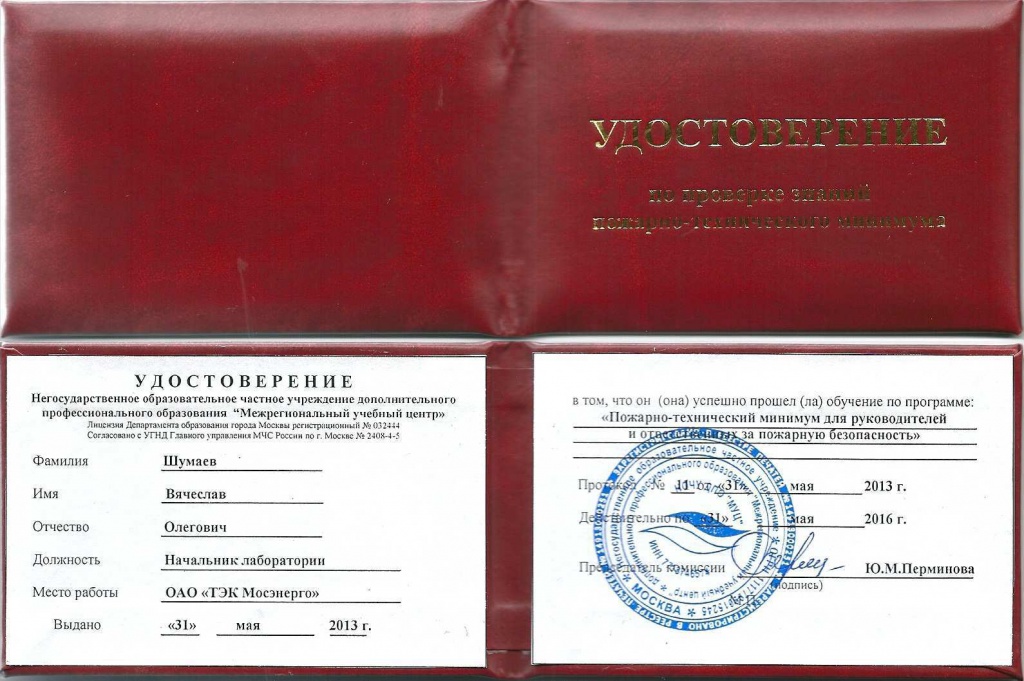 УДОСТОВЕРЕНИЕ
по проверке знаний
пожарно-технического минимума
УДОСТОВЕРЕНИЕ
Негосударственное образовательное частное учреждение дополнительного
профессионального образования “Межрегиональный учебный центр»
Лицензия Департамента образования города Москвы регистрационный № 032444
Согласовано с УГНД Главного управления МЧС России по г. Москве № 2408-4-5
Фамилия Шумаев
Имя Вячеслав
Отчество Олегович
Должность Начальник лаборатории
Место работы ОАО «ТЭК Мосэнерго»
Выдано «31» мая 2013 г.
в том, что он (она) успешно прошел (ла) обучение по программе:
«Пожарно-технический минимум для руководителей
и ответственных за пожарную безопасность»
Протокол № 11 от «31» мая 2013 г.
Действительно по «31» мая 2016 г.
Председатель комиссии Ю.М.Перминова
(подпись)
МОСКВА